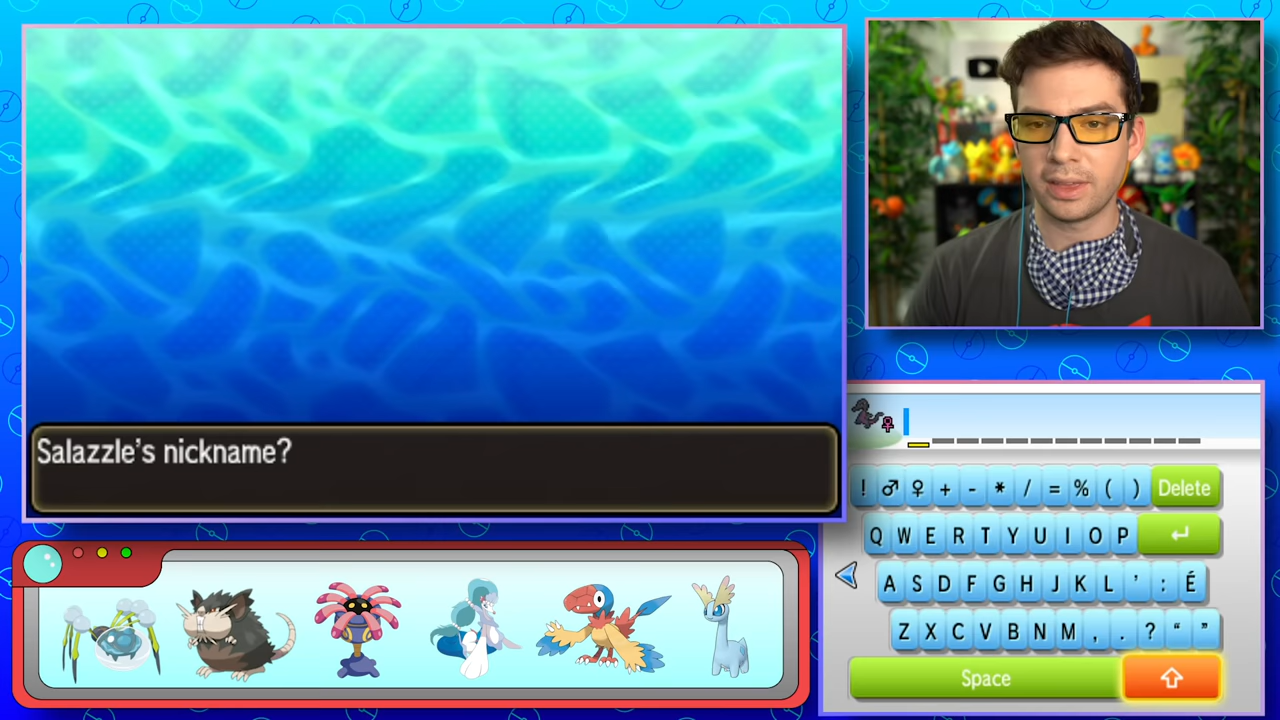 Salazzle's nickname?
! ♂ ♀ + - * / = % ( ) Delete
Q W E R T Y U I O P
A S D F G H J K L ' : É
Z X C V B N M , . ? “ ”
Space